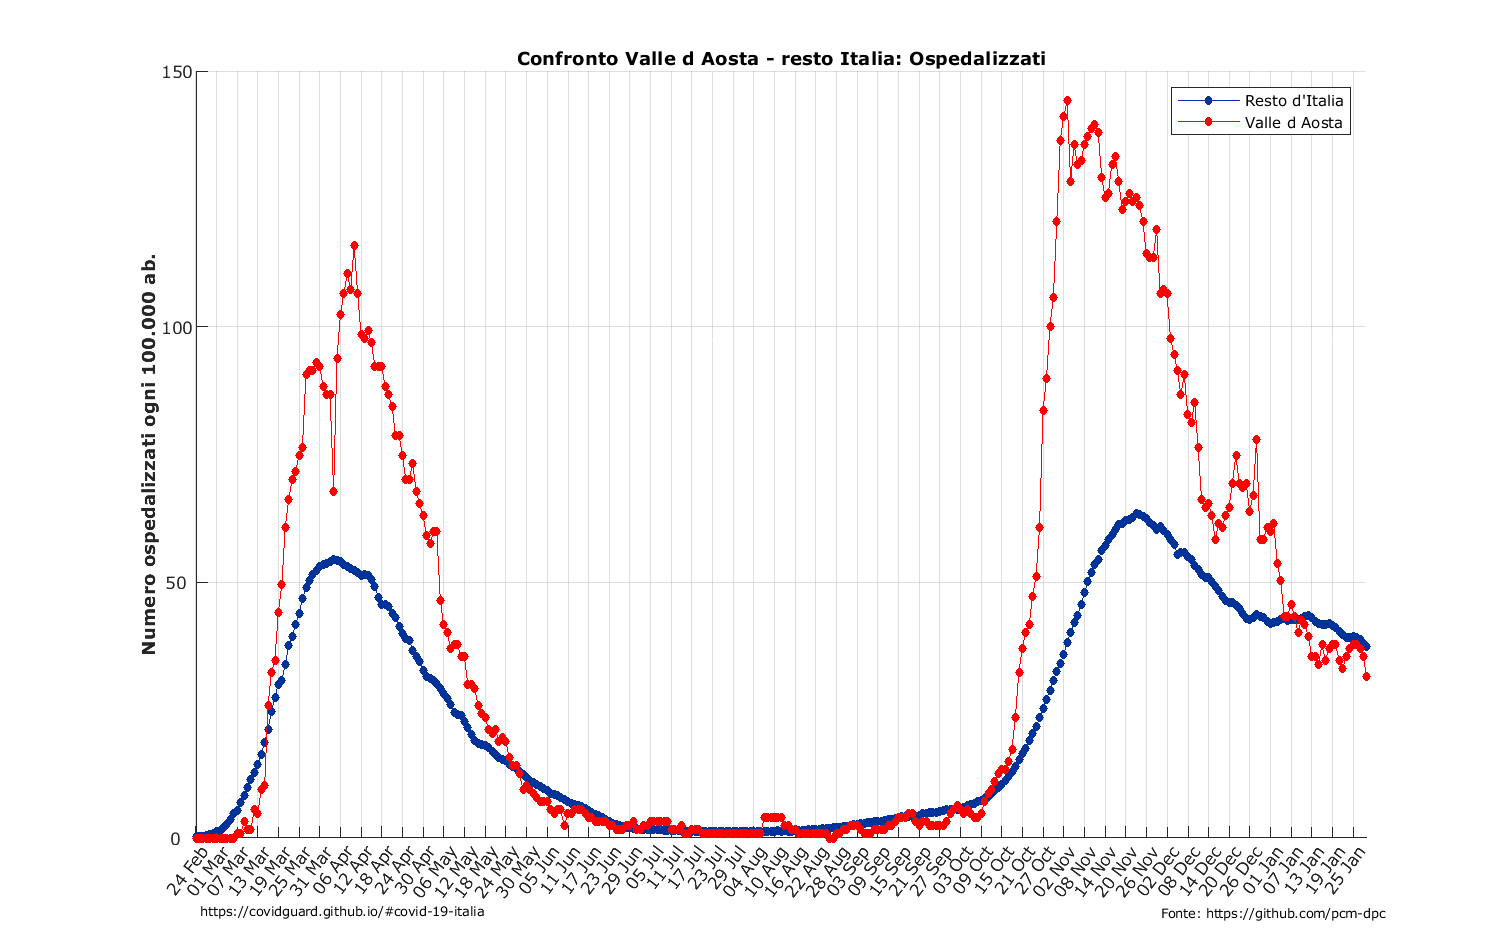 Confronto Valle d Aosta - resto Italia: Ospedalizzati
Numero ospedalizzati ogni 100.000 ab.
150
100
50
0
Resto d'Italia
Valle d Aosta
24 Feb
01 Mar
07 Mar
13 Mar
19 Mar
25 Mar
31 Mar
06 Apr
12 Apr
18 Apr
24 Apr
30 Apr
06 May
12 May
18 May
24 May
30 May
05 Jun
11 Jun
17 Jun
23 Jun
29 Jun
05 Jul
11 Jul
17 Jul
23 Jul
29 Jul
04 Aug
10 Aug
16 Aug
22 Aug
28 Aug
03 Sep
09 Sep
15 Sep
21 Sep
27 Sep
03 Oct
09 Oct
15 Oct
21 Oct
27 Oct
02 Nov
08 Nov
14 Nov
20 Nov
26 Nov
02 Dec
08 Dec
14 Dec
20 Dec
26 Dec
01 Jan
07 Jan
13 Jan
19 Jan
25 Jan
https://covidguard.github.io/#covid-19-italia
Fonte: https://github.com/pcm-dpc